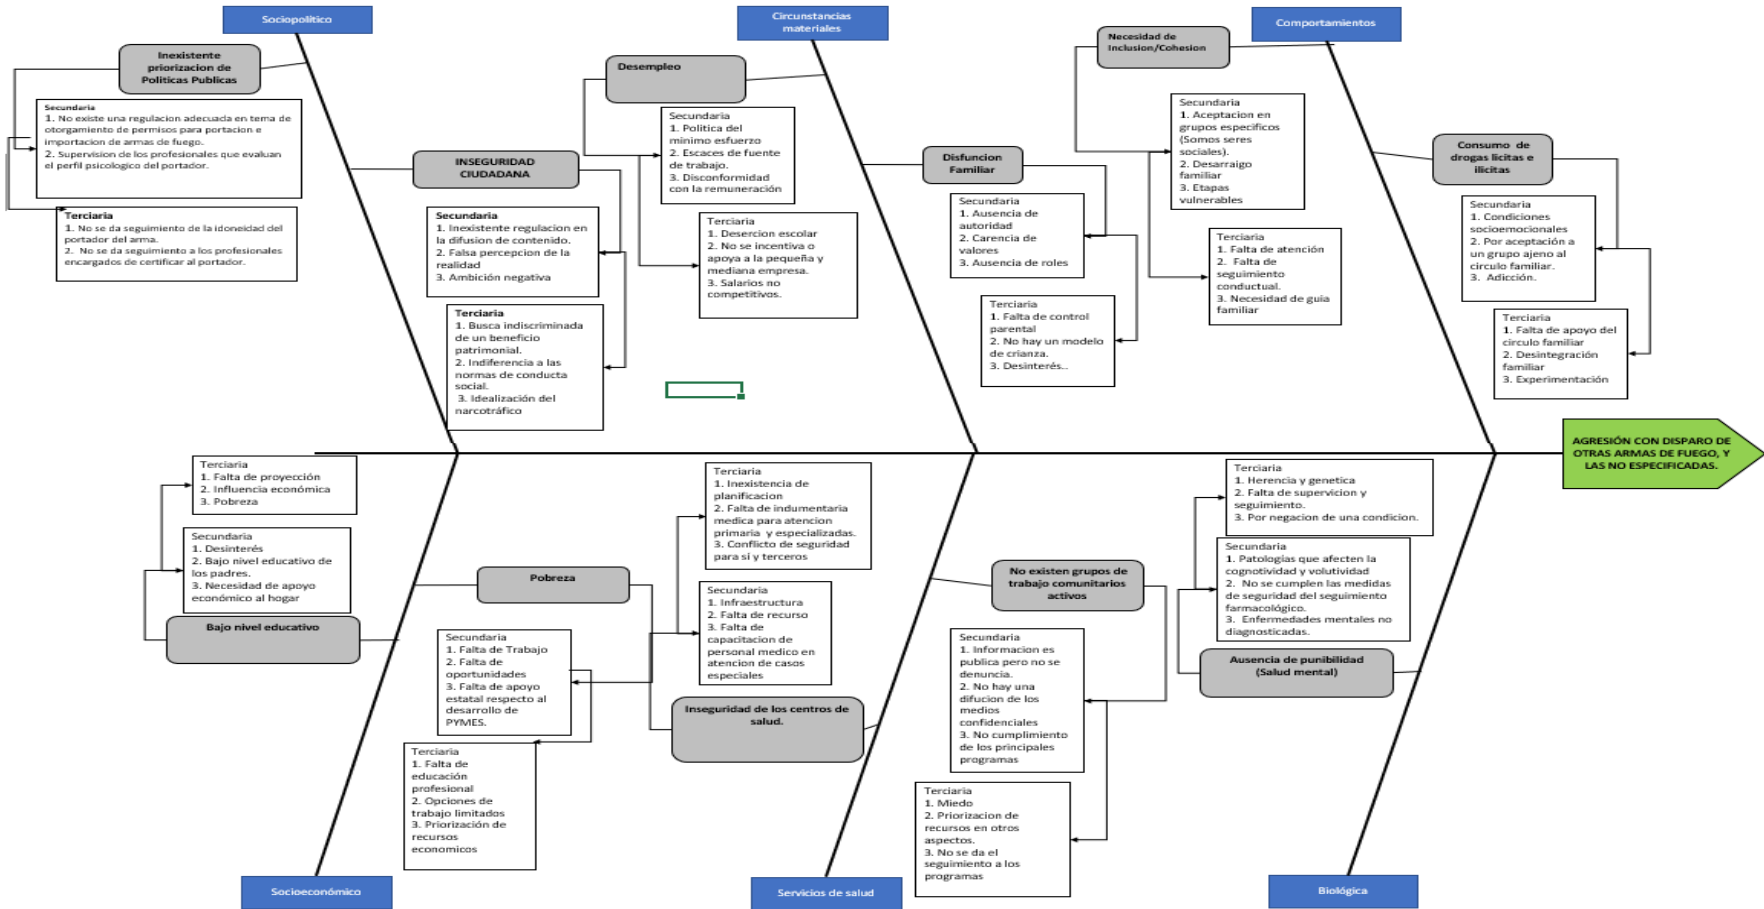 Sociopolítico
Circunstancias
materiales
Comportamientos
Inexistente
priorizacion de
Politicas Publicas
Secundaria
1. No existe una regulacion adecuada en tema de
otorgamiento de permisos para portacion e
importacion de armas de fuego.
2. Supervision de los profesionales que evaluan
el perfil psicologico del portador.
Terciaria
1. No se da seguimiento de la idoneidad del
portador del arma.
2. No se da seguimiento a los profesionales
encargados de certificar al portador.
INSEGURIDAD
CIUDADANA
Secundaria
1. Inexistente regulacion en
la difusion de contenido.
2. Falsa percepcion de la
realidad
3. Ambición negativa
Terciaria
1. Busca indiscriminada
de un beneficio
patrimonial.
2. Indiferencia a las
normas de conducta
social.
3. Idealización del
narcotráfico
Desempleo
Secundaria
1. Politica del
minimo esfuerzo
2. Escaces de fuente
de trabajo.
3. Disconformidad
con la remuneración
Terciaria
1. Desercion escolar
2. No se incentiva o
apoya a la pequeña y
mediana empresa.
3. Salarios no
competitivos.
Disfuncion
Familiar
Secundaria
1. Ausencia de
autoridad
2. Carencia de
valores
3. Ausencia de roles
Terciaria
1. Falta de control
parental
2. No hay un modelo
de crianza.
3. Desinterés..
Necesidad de
Inclusion/Cohesion
Secundaria
1. Aceptacion en
grupos especificos
(Somos seres
sociales).
2. Desarraigo
familiar
3. Etapas
vulnerables
Terciaria
1. Falta de atención
2. Falta de
seguimiento
conductual.
3. Necesidad de guia
familiar
Consumo de
drogas licitas e
ilicitas
Secundaria
1. Condiciones
socioemocionales
2. Por aceptación a
un grupo ajeno al
circulo familiar.
3. Adicción.
Terciaria
1. Falta de apoyo del
circulo familiar
2. Desintegración
familiar
3. Experimentación
AGRESIÓN CON DISPARO DE
OTRAS ARMAS DE FUEGO, Y
LAS NO ESPECIFICADAS.
Terciaria
1. Falta de proyección
2. Influencia económica
3. Pobreza
Secundaria
1. Desinterés
2. Bajo nivel educativo de
los padres.
3. Necesidad de apoyo
económico al hogar
Bajo nivel educativo
Pobreza
Secundaria
1. Falta de Trabajo
2. Falta de
oportunidades
3. Falta de apoyo
estatal respecto al
desarrollo de
PYMES.
Terciaria
1. Falta de
educación
profesional
2. Opciones de
trabajo limitados
3. Priorización de
recursos
economicos
Terciaria
1. Inexistencia de
planificacion
2. Falta de indumentaria
medica para atencion
primaria y especializadas.
3. Conflicto de seguridad
para sí y terceros
Secundaria
1. Infraestructura
2. Falta de recurso
3. Falta de
capacitacion de
personal medico en
atencion de casos
especiales
Inseguridad de los centros de
salud.
No existen grupos de
trabajo comunitarios
activos
Secundaria
1. Informacion es
publica pero no se
denuncia.
2. No hay una
difucion de los
medios
confidenciales
3. No cumplimiento
de los principales
programas
Terciaria
1. Miedo
2. Priorizacion de
recursos en otros
aspectos.
3. No se da el
seguimiento a los
programas
Terciaria
1. Herencia y genetica
2. Falta de supervicion y
seguimiento.
3. Por negacion de una condicion.
Secundaria
1. Patologias que afecten la
cognotividad y volutividad
2. No se cumplen las medidas
de seguridad del seguimiento
farmacológico.
3. Enfermedades mentales no
diagnosticadas.
Ausencia de punibilidad
(Salud mental)
Socioeconómico
Servicios de salud
Biológica